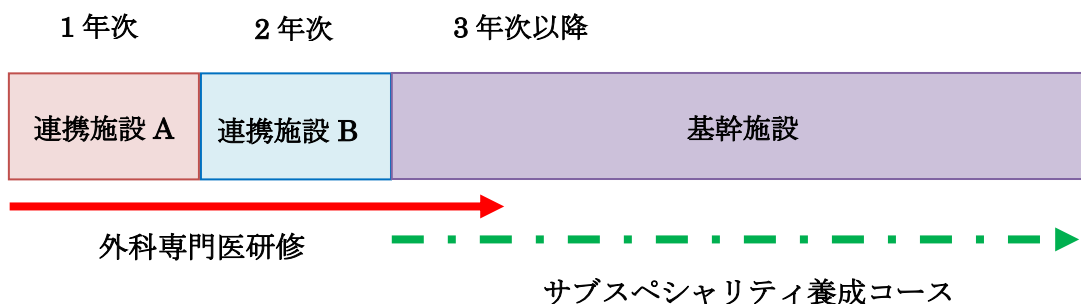 1 年次 2 年次 3 年次以降
連携施設 A 連携施設 B 基幹施設
外科専門医研修
サブスペシャリティ養成コース